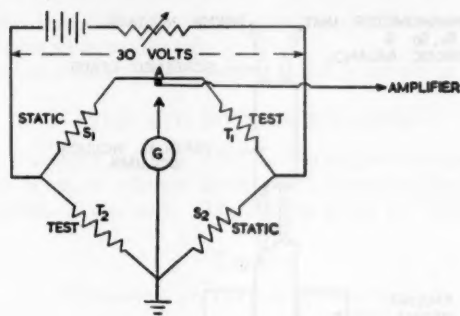 30 VOLTS
A
AMPLIFIER
STATIC
S1
T1
TEST
G
TEST
T2
S2
STATIC